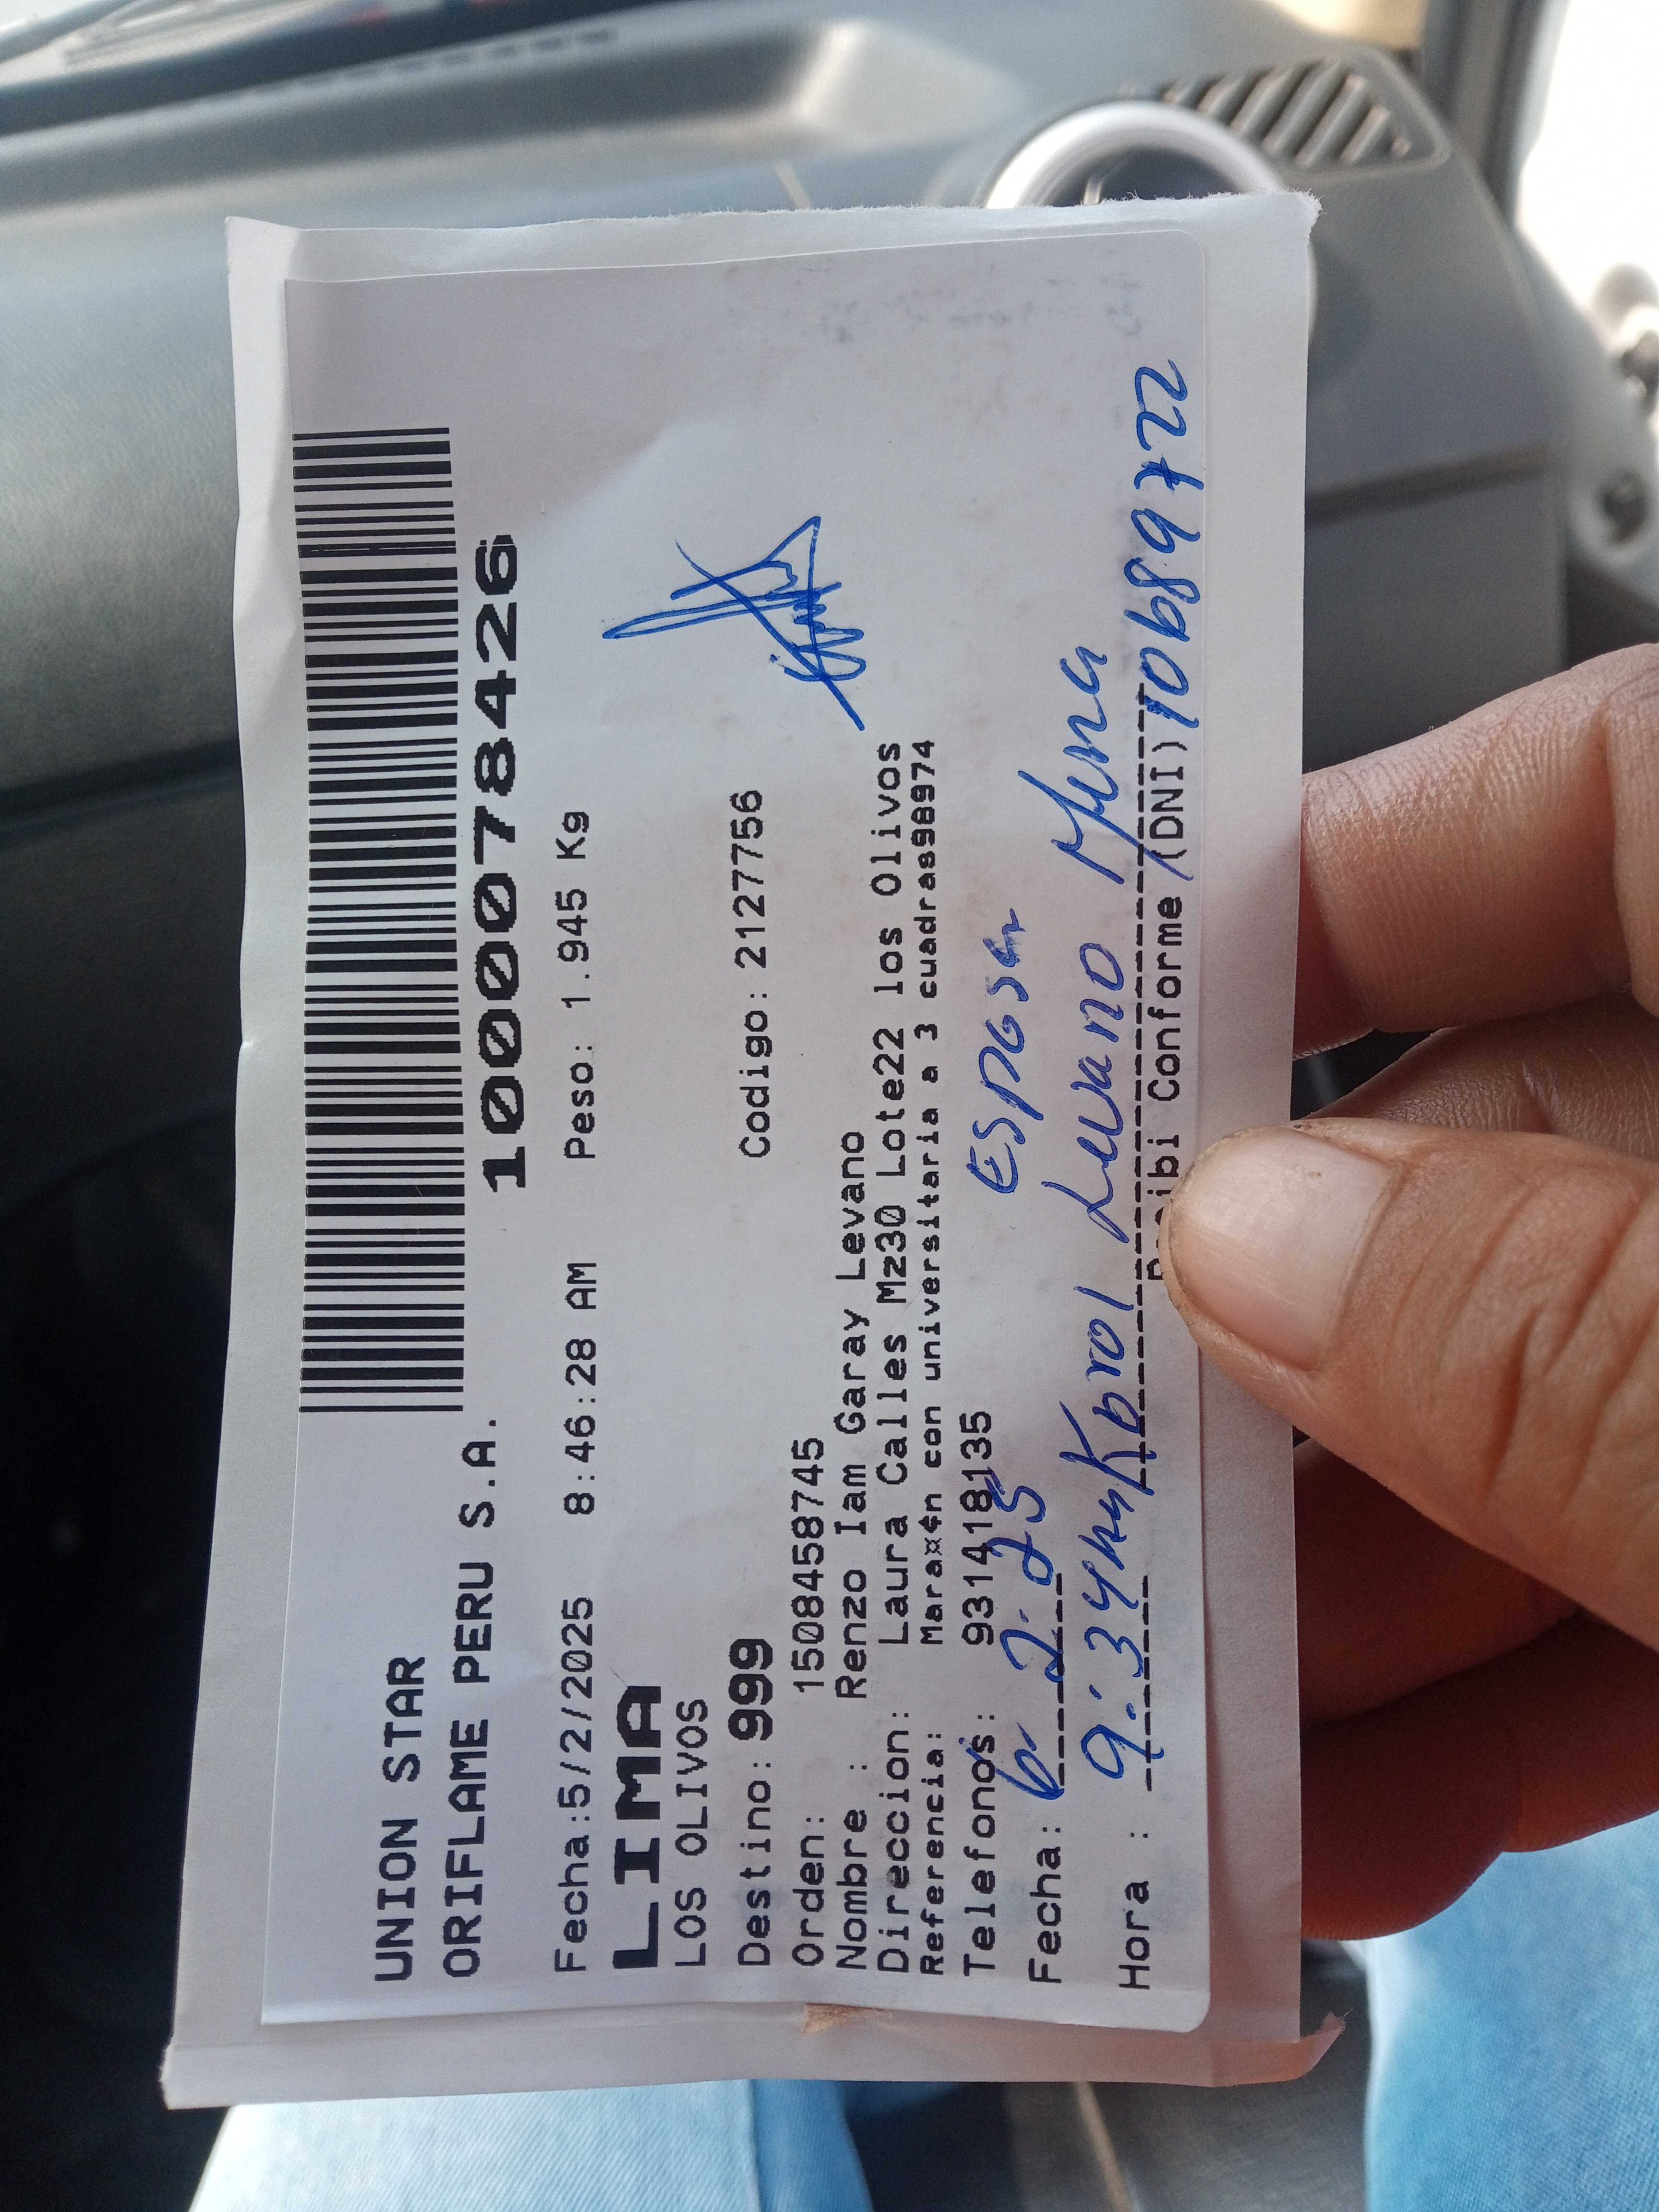 UNION STAR
ORIFLAME PERU S.A.
1000078426
Fecha:5/2/2025 8:46:28 AM Peso: 1.945 Kg
LIMA
LOS OLIVOS
Destino: 999 Codigo: 2127756
Orden: 1508458745
Nombre : Renzo Iam Garay Levano
Direccion: Laura Calles Mz30 Lote22 los Olivos
Referencia: Mara¤¢n con universitaria a 3 cuadras98974
Telefonos: 931418135
Esposa
Fecha: 6-2-25
Karol Levano Mena
Hora : 9:34
Conforme (DNI) 10689722